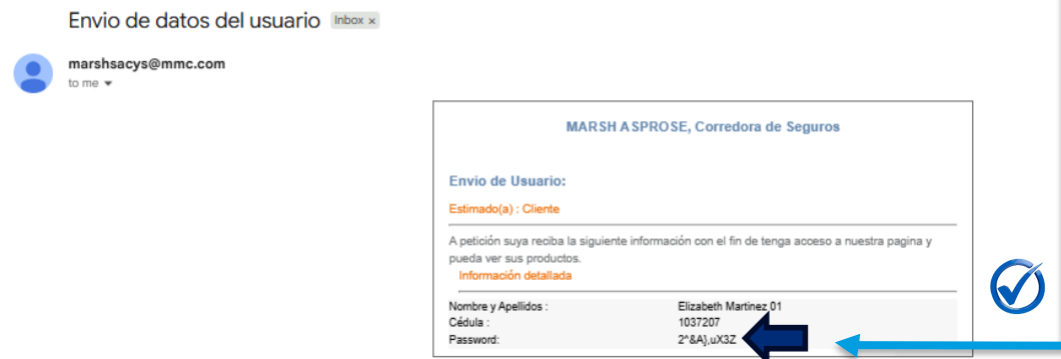 Envio de datos del usuario Inbox x
marshsacys@mmc.com
to me
MARSH ASPROSE, Corredora de Seguros
Envio de Usuario:
Estimado(a) : Cliente
A petición suya reciba la siguiente información con el fin de tenga acceso a nuestra pagina y
pueda ver sus productos.
Información detallada
Nombre y Apellidos : Elizabeth Martinez 01
Cédula : 1037207
Password: 2^&A},uX3Z